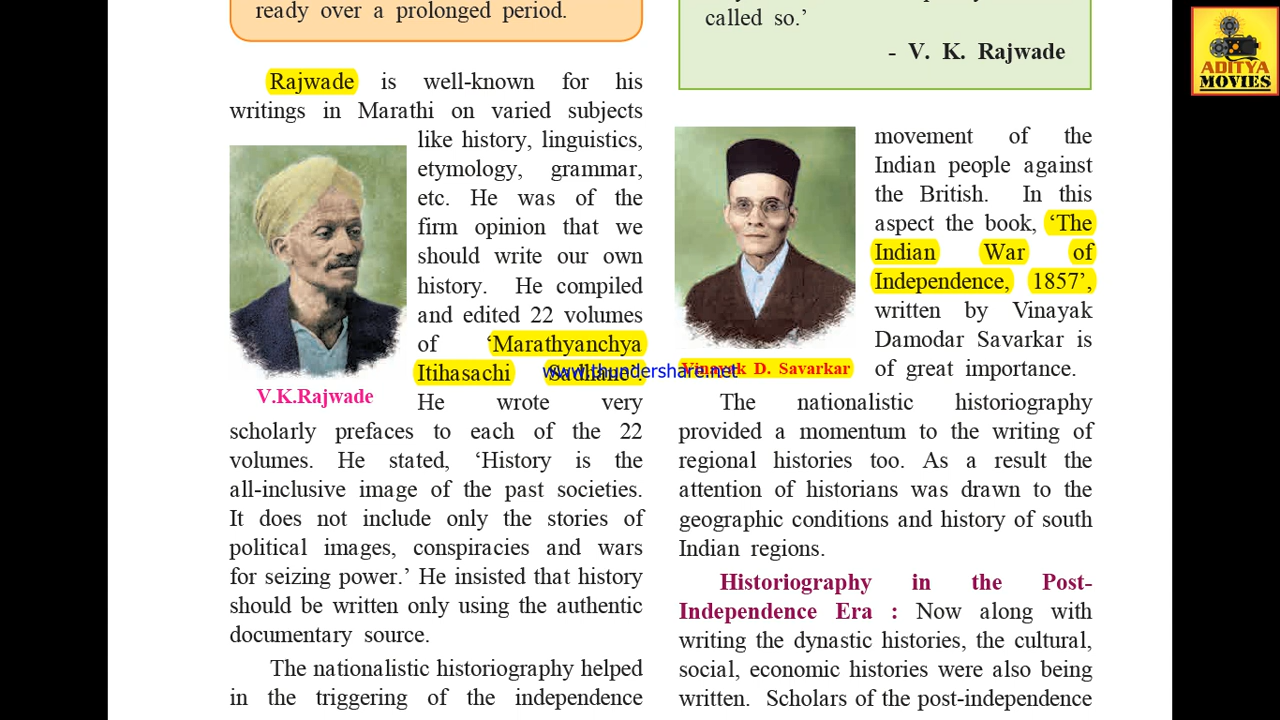 ready over a prolonged period.
Rajwade is well-known for his
writings in Marathi on varied subjects
like history, linguistics,
etymology, grammar,
etc. He was of the
firm opinion that we
should write our own
history. He compiled
and edited 22 volumes
of ‘Marathyanchya
Itihasachi Sadhane’.
V.K.Rajwade
He wrote very
scholarly prefaces to each of the 22
volumes. He stated, ‘History is the
all-inclusive image of the past societies.
It does not include only the stories of
political images, conspiracies and wars
for seizing power.’ He insisted that history
should be written only using the authentic
documentary source.
The nationalistic historiography helped
in the triggering of the independence
called so.’
- V. K. Rajwade
movement of the
Indian people against
the British. In this
aspect the book, ‘The
Indian War of
Independence, 1857’,
written by Vinayak
Damodar Savarkar is
of great importance.
Vinayak D. Savarkar
www.thundershare.net
The nationalistic historiography
provided a momentum to the writing of
regional histories too. As a result the
attention of historians was drawn to the
geographic conditions and history of south
Indian regions.
Historiography in the Post-
Independence Era : Now along with
writing the dynastic histories, the cultural,
social, economic histories were also being
written. Scholars of the post-independence
ADITYA
MOVIES